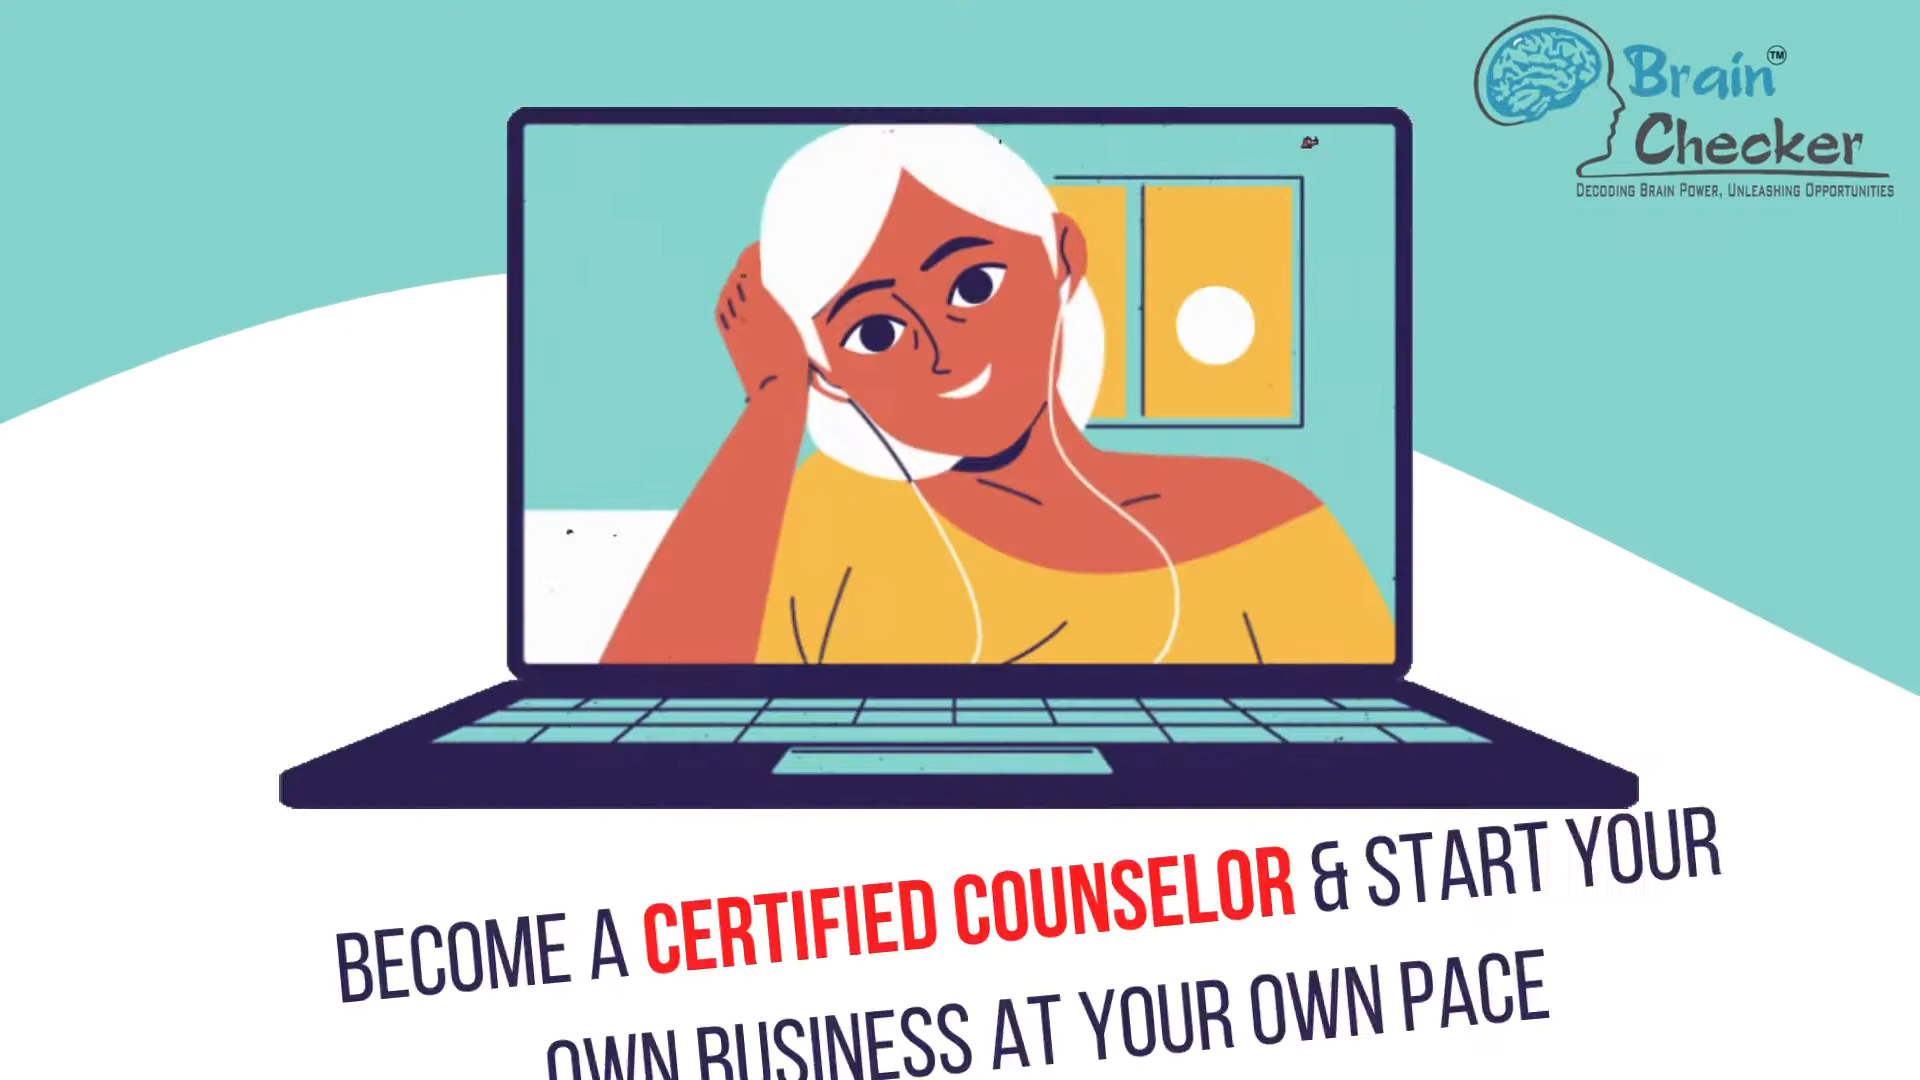 Brain™
Checker
Decoding Brain Power, Unleashing Opportunities
BECOME A CERTIFIED COUNSELOR & START YOUR
OWN BUSINESS AT YOUR OWN PACE